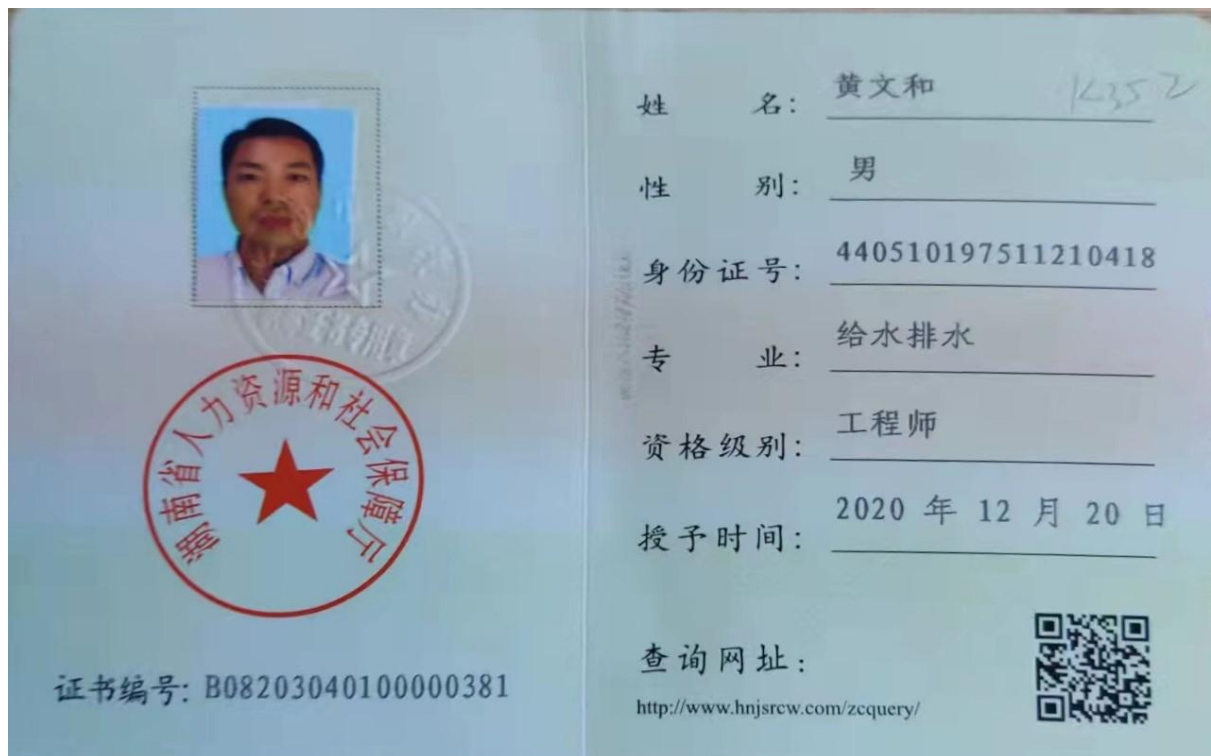 湖南省人力资源和社会保障厅
证书编号: B08203040100000381
姓 名: 黄文和
K352
性 别: 男
身份证号: 440510197511210418
专 业: 给水排水
资格级别: 工程师
授予时间: 2020 年 12 月 20 日
查询网址:
http://www.hnjsrcw.com/zcquery/